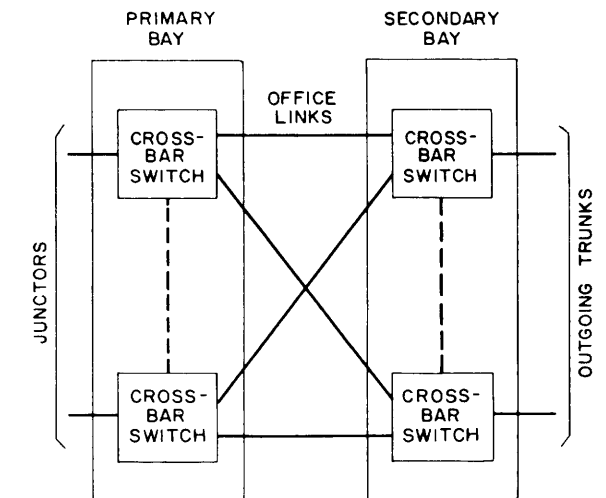 PRIMARY
BAY
SECONDARY
BAY
OFFICE
LINKS
CROSS-
BAR
SWITCH
CROSS-
BAR
SWITCH
JUNCTORS
OUTGOING TRUNKS
CROSS-
BAR
SWITCH
CROSS-
BAR
SWITCH